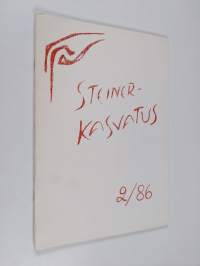 STEINER-
KASVATUS
2/86